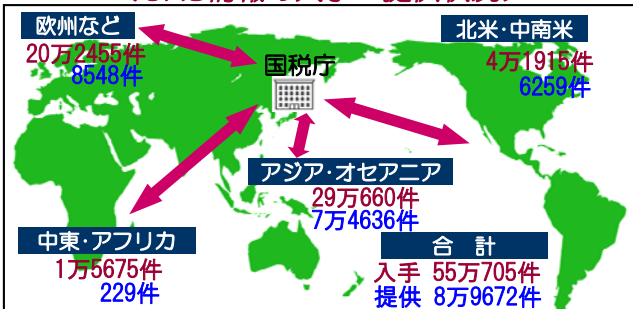 欧州など
20万2455件
8548件
北米・中南米
4万1915件
6259件
国税庁
アジア・オセアニア
29万660件
7万4636件
中東・アフリカ
1万5675件
229件
合計
入手 55万705件
提供 8万9672件